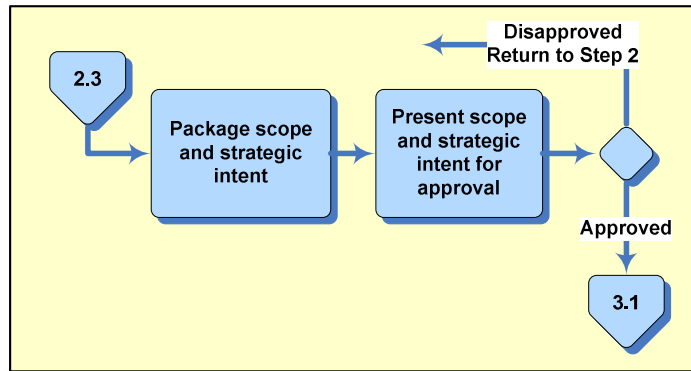 Disapproved
Return to Step 2
2.3
Package scope
and strategic
intent
Present scope
and strategic
intent for
approval
Approved
3.1